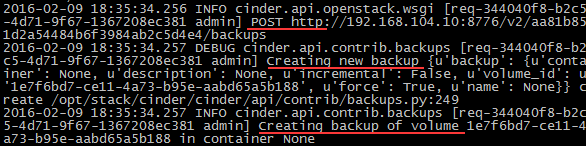 2016-02-09 18:35:34.256 INFO cinder.api.openstack.wsgi [req-344040f8-b2c
5-4d71-9f67-1367208ec381 admin] POST http://192.168.104.10:8776/v2/aa81b85
1d2a54484b6f3984ab2c5d4e4/backups
2016-02-09 18:35:34.257 DEBUG cinder.api.contrib.backups [req-344040f8-b2
c5-4d71-9f67-1367208ec381 admin] Creating new backup {u'backup': {u'conta
iner': None, u'description': None, u'incremental': False, u'volume_id': u
'1e7f6bd7-ce11-4a73-b95e-aabd65a5b188', u'force': True, u'name': None}} c
reate /opt/stack/cinder/cinder/api/contrib/backups.py:249
2016-02-09 18:35:34.257 INFO cinder.api.contrib.backups [req-344040f8-b2c
5-4d71-9f67-1367208ec381 admin] Creating backup of volume 1e7f6bd7-ce11-4
a73-b95e-aabd65a5b188 in container None